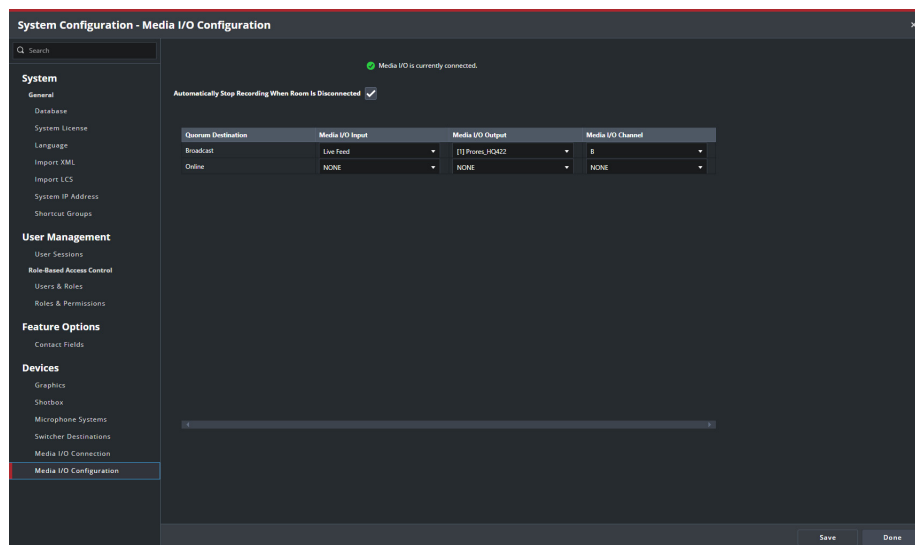 System Configuration - Media I/O Configuration
Search
System
General
Database
System License
Language
Import XML
Import LCS
System IP Address
Shortcut Groups
User Management
User Sessions
Role-Based Access Control
Users & Roles
Roles & Permissions
Feature Options
Contact Fields
Devices
Graphics
Shotbox
Microphone Systems
Switcher Destinations
Media I/O Connection
Media I/O Configuration
Media I/O is currently connected.
Automatically Stop Recording When Room Is Disconnected
Quorum Destination Media I/O Input Media I/O Output Media I/O Channel
Broadcast Live Feed [1] Prores_HQ422 B
Online NONE NONE NONE
Save Done